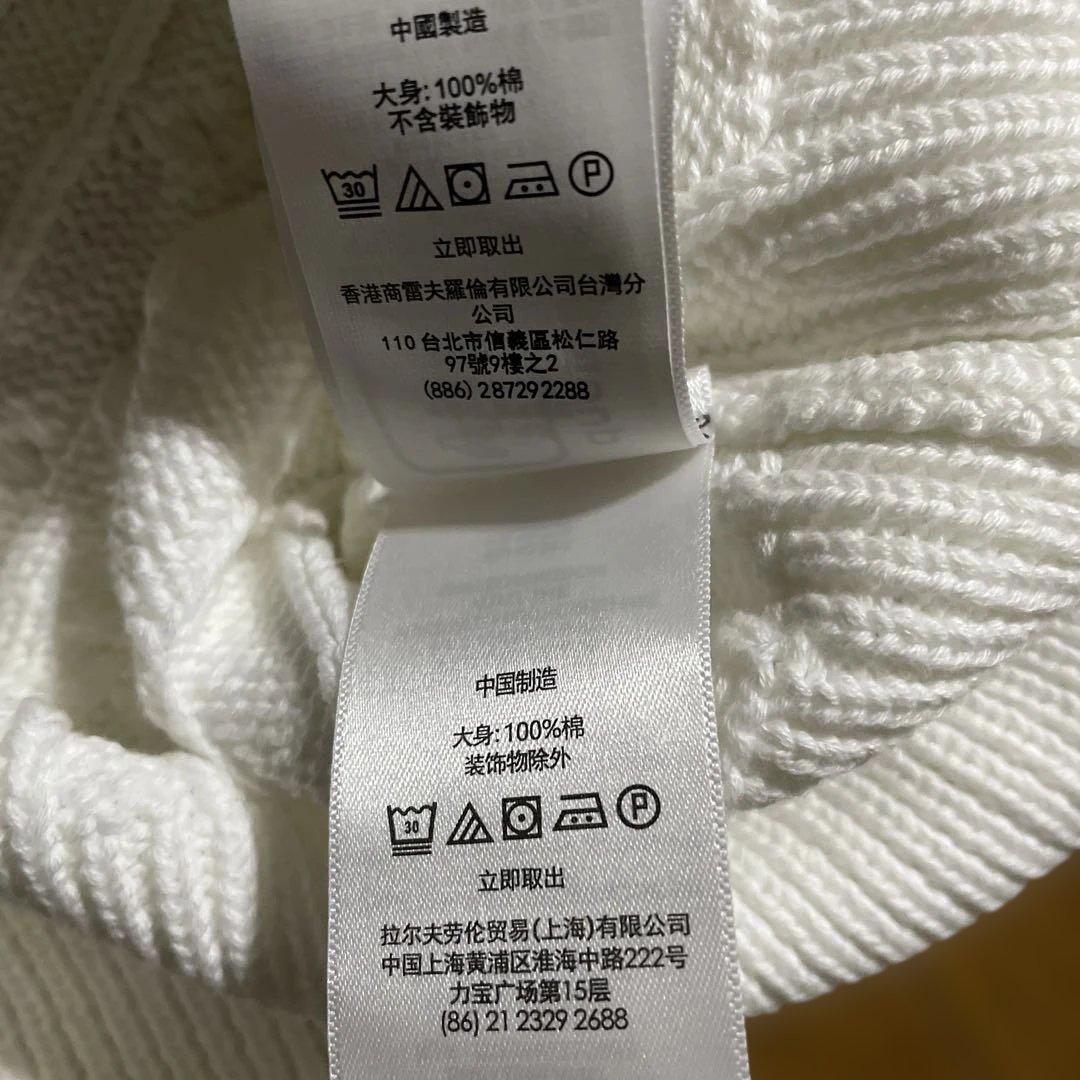 中國製造
大身:100%棉
不含裝飾物
30
P
立即取出
香港商雷夫羅倫有限公司台灣分
公司
110 台北市信義區松仁路
97號9樓之2
(886) 287292288
中国制造
大身:100%棉
装饰物除外
30
P
立即取出
拉尔夫劳伦贸易(上海)有限公司
中国上海黄浦区淮海中路222号
力宝广场第15层
(86) 21 2329 2688